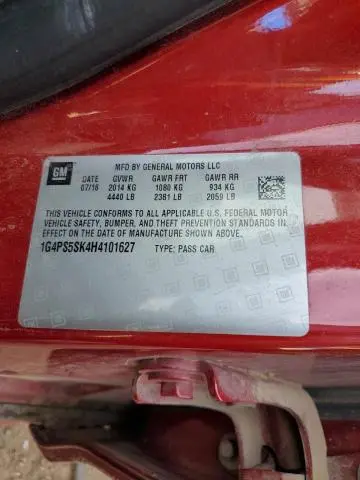 MFD BY GENERAL MOTORS LLC
GM DATE GVWR GAWR FRT GAWR RR
07/16 2014 KG 1080 KG 934 KG
4440 LB 2381 LB 2059 LB
THIS VEHICLE CONFORMS TO ALL APPLICABLE U.S. FEDERAL MOTOR
VEHICLE SAFETY, BUMPER, AND THEFT PREVENTION STANDARDS IN
EFFECT ON THE DATE OF MANUFACTURE SHOWN ABOVE.
1G4PS5SK4H4101627 TYPE: PASS CAR